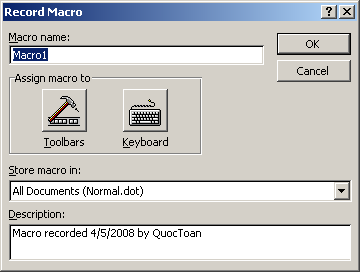 Record Macro
Macro name:
Macro1
OK
Cancel
Assign macro to
Toolbars
Keyboard
Store macro in:
All Documents (Normal.dot)
Description:
Macro recorded 4/5/2008 by QuocToan